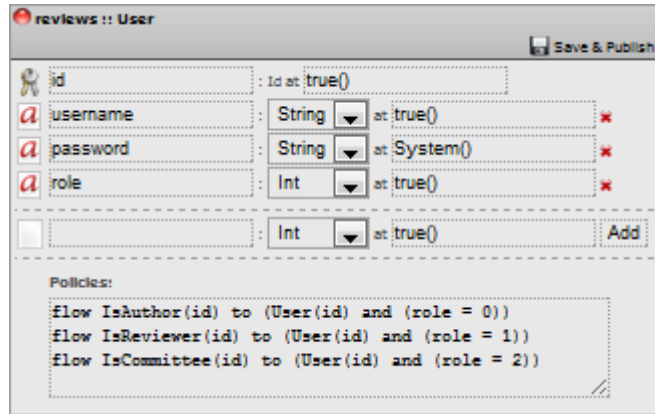 reviews :: User
Save & Publish
id : Id at true()
a username : String at true()
a password : String at System()
a role : Int at true()
: Int at true() Add
Policies:
flow IsAuthor(id) to (User(id) and (role = 0))
flow IsReviewer(id) to (User(id) and (role = 1))
flow IsCommittee(id) to (User(id) and (role = 2))